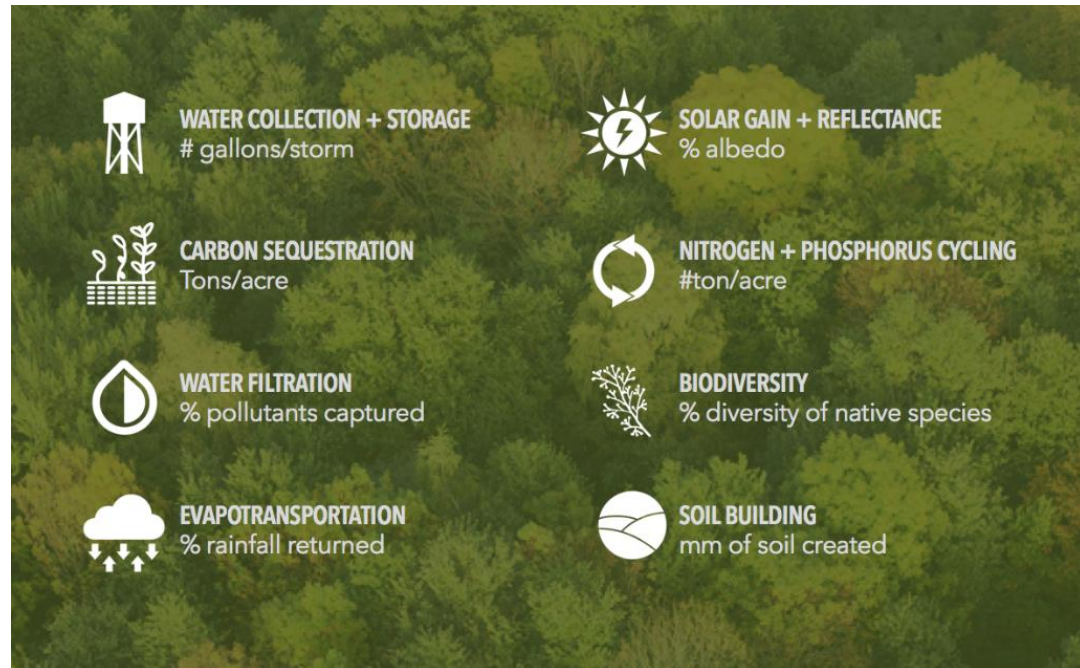 WATER COLLECTION + STORAGE
# gallons/storm
CARBON SEQUESTRATION
Tons/acre
WATER FILTRATION
% pollutants captured
EVAPOTRANSPORTATION
% rainfall returned
SOLAR GAIN + REFLECTANCE
% albedo
NITROGEN + PHOSPHORUS CYCLING
#ton/acre
BIODIVERSITY
% diversity of native species
SOIL BUILDING
mm of soil created